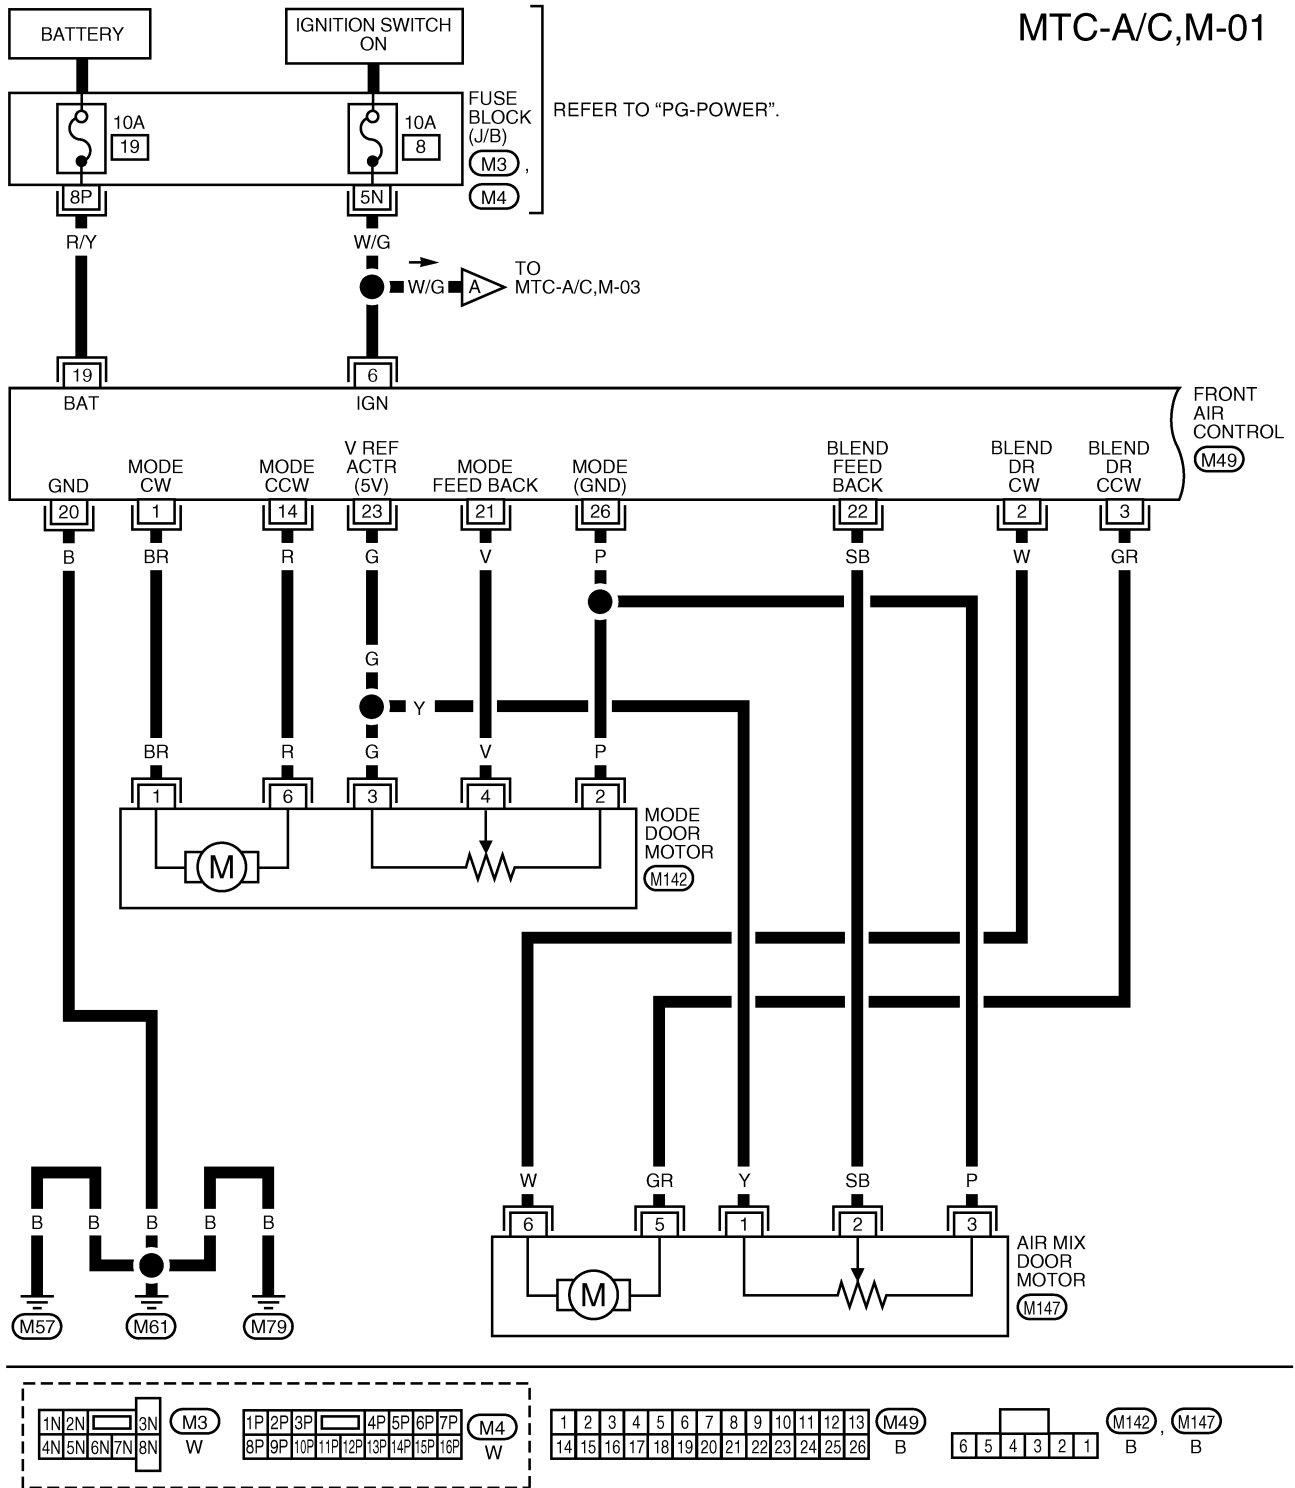 MTC-A/C,M-01
BATTERY
IGNITION SWITCH
ON
FUSE
BLOCK
(J/B)
M3 ,
M4
REFER TO “PG-POWER”.
10A
19
10A
8
8P
5N
R/Y
W/G
W/G
A
TO
MTC-A/C,M-03
19
6
BAT
IGN
FRONT
AIR
CONTROL
M49
GND
MODE
CW
MODE
CCW
V REF
ACTR
(5V)
MODE
FEED BACK
MODE
(GND)
BLEND
FEED
BACK
BLEND
DR
CW
BLEND
DR
CCW
20
1
14
23
21
26
22
2
3
B
BR
R
G
V
P
SB
W
GR
G
Y
BR
R
G
V
P
1
6
3
4
2
M
MODE
DOOR
MOTOR
M142
W
GR
Y
SB
P
6
5
1
2
3
M
AIR MIX
DOOR
MOTOR
M147
B
B
B
B
B
M57
M61
M79
1N 2N 3N
4N 5N 6N 7N 8N
M3
W
1P 2P 3P 4P 5P 6P 7P
8P 9P 10P 11P 12P 13P 14P 15P 16P
M4
W
1 2 3 4 5 6 7 8 9 10 11 12 13
14 15 16 17 18 19 20 21 22 23 24 25 26
M49
B
6 5 4 3 2 1
M142 , M147
B B